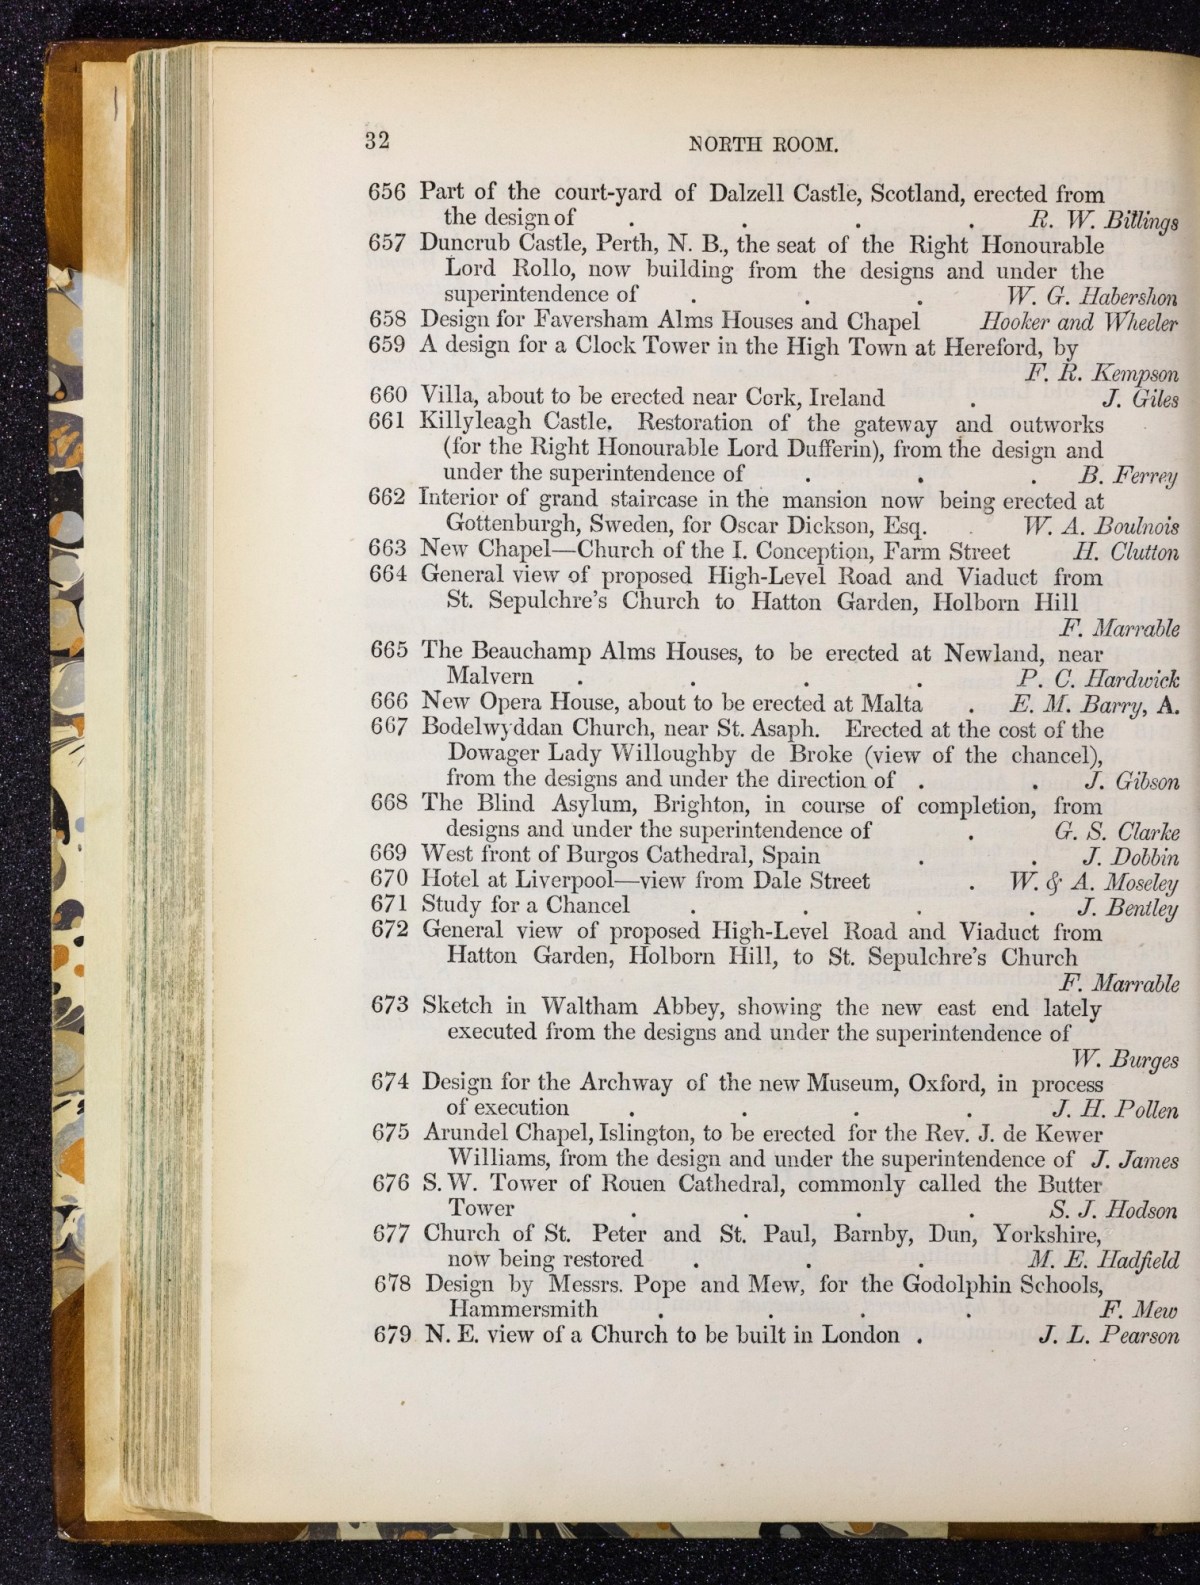 32 NORTH ROOM.
656 Part of the court-yard of Dalzell Castle, Scotland, erected from
the design of . . . . R. W. Billings
657 Duncrub Castle, Perth, N. B., the seat of the Right Honourable
Lord Rollo, now building from the designs and under the
superintendence of . . . W. G. Habershon
658 Design for Faversham Alms Houses and Chapel Hooker and Wheeler
659 A design for a Clock Tower in the High Town at Hereford, by
F. R. Kempson
660 Villa, about to be erected near Cork, Ireland . J. Giles
661 Killyleagh Castle. Restoration of the gateway and outworks
(for the Right Honourable Lord Dufferin), from the design and
under the superintendence of . . . B. Ferrey
662 Interior of grand staircase in the mansion now being erected at
Gottenburgh, Sweden, for Oscar Dickson, Esq. . W. A. Boulnois
663 New Chapel—Church of the I. Conception, Farm Street H. Clutton
664 General view of proposed High-Level Road and Viaduct from
St. Sepulchre's Church to Hatton Garden, Holborn Hill
F. Marrable
665 The Beauchamp Alms Houses, to be erected at Newland, near
Malvern . . . . P. C. Hardwick
666 New Opera House, about to be erected at Malta . E. M. Barry, A.
667 Bodelwyddan Church, near St. Asaph. Erected at the cost of the
Dowager Lady Willoughby de Broke (view of the chancel),
from the designs and under the direction of . . J. Gibson
668 The Blind Asylum, Brighton, in course of completion, from
designs and under the superintendence of . G. S. Clarke
669 West front of Burgos Cathedral, Spain . . J. Dobbin
670 Hotel at Liverpool—view from Dale Street . W. & A. Moseley
671 Study for a Chancel . . . . J. Bentley
672 General view of proposed High-Level Road and Viaduct from
Hatton Garden, Holborn Hill, to St. Sepulchre's Church
F. Marrable
673 Sketch in Waltham Abbey, showing the new east end lately
executed from the designs and under the superintendence of
W. Burges
674 Design for the Archway of the new Museum, Oxford, in process
of execution . . . . J. H. Pollen
675 Arundel Chapel, Islington, to be erected for the Rev. J. de Kewer
Williams, from the design and under the superintendence of J. James
676 S. W. Tower of Rouen Cathedral, commonly called the Butter
Tower . . . . S. J. Hodson
677 Church of St. Peter and St. Paul, Barnby, Dun, Yorkshire,
now being restored . . . M. E. Hadfield
678 Design by Messrs. Pope and Mew, for the Godolphin Schools,
Hammersmith . . . . F. Mew
679 N. E. view of a Church to be built in London . J. L. Pearson